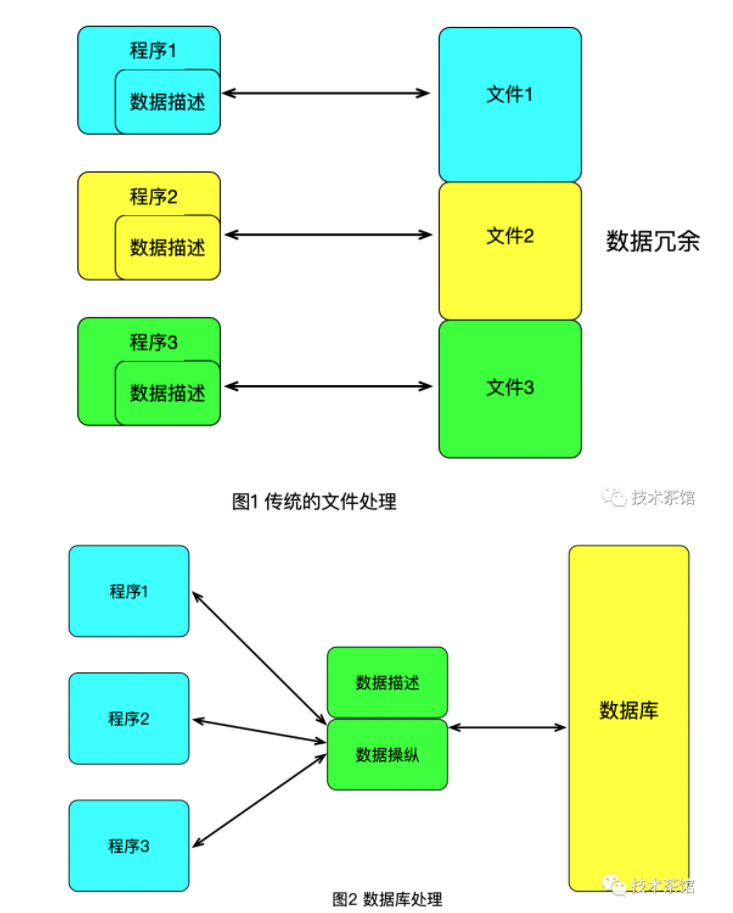 程序1
数据描述
文件1
程序2
数据描述
文件2
数据冗余
程序3
数据描述
文件3
图1 传统的文件处理
技术茶馆
程序1
数据描述
程序2
数据库
数据操纵
程序3
技术茶馆
图2 数据库处理